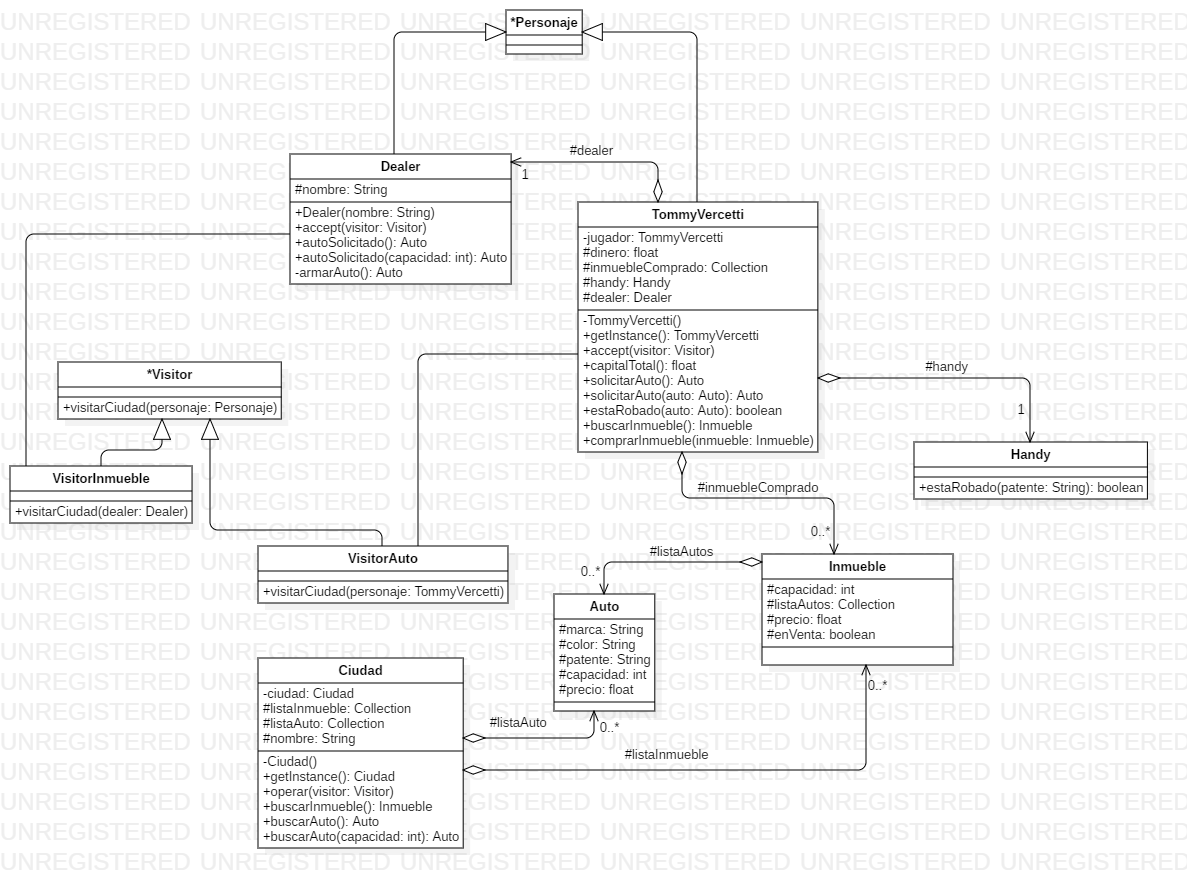 *Personaje
#dealer
1
Dealer
#nombre: String
+Dealer(nombre: String)
+accept(visitor: Visitor)
+autoSolicitado(): Auto
+autoSolicitado(capacidad: int): Auto
-armarAuto(): Auto
TommyVercetti
-jugador: TommyVercetti
#dinero: float
#inmuebleComprado: Collection
#handy: Handy
#dealer: Dealer
-TommyVercetti()
+getInstance(): TommyVercetti
+accept(visitor: Visitor)
+capitalTotal(): float
+solicitarAuto(): Auto
+solicitarAuto(auto: Auto): Auto
+estaRobado(auto: Auto): boolean
+buscarInmueble(): Inmueble
+comprarInmueble(inmueble: Inmueble)
#handy
1
*Visitor
+visitarCiudad(personaje: Personaje)
Handy
+estaRobado(patente: String): boolean
VisitorInmueble
+visitarCiudad(dealer: Dealer)
#inmuebleComprado
0..*
VisitorAuto
+visitarCiudad(personaje: TommyVercetti)
#listaAutos
0..*
Inmueble
#capacidad: int
#listaAutos: Collection
#precio: float
#enVenta: boolean
Auto
#marca: String
#color: String
#patente: String
#capacidad: int
#precio: float
Ciudad
-ciudad: Ciudad
#listaInmueble: Collection
#listaAuto: Collection
#nombre: String
-Ciudad()
+getInstance(): Ciudad
+operar(visitor: Visitor)
+buscarInmueble(): Inmueble
+buscarAuto(): Auto
+buscarAuto(capacidad: int): Auto
#listaAuto
0..*
#listaInmueble
0..*
UNREGISTERED